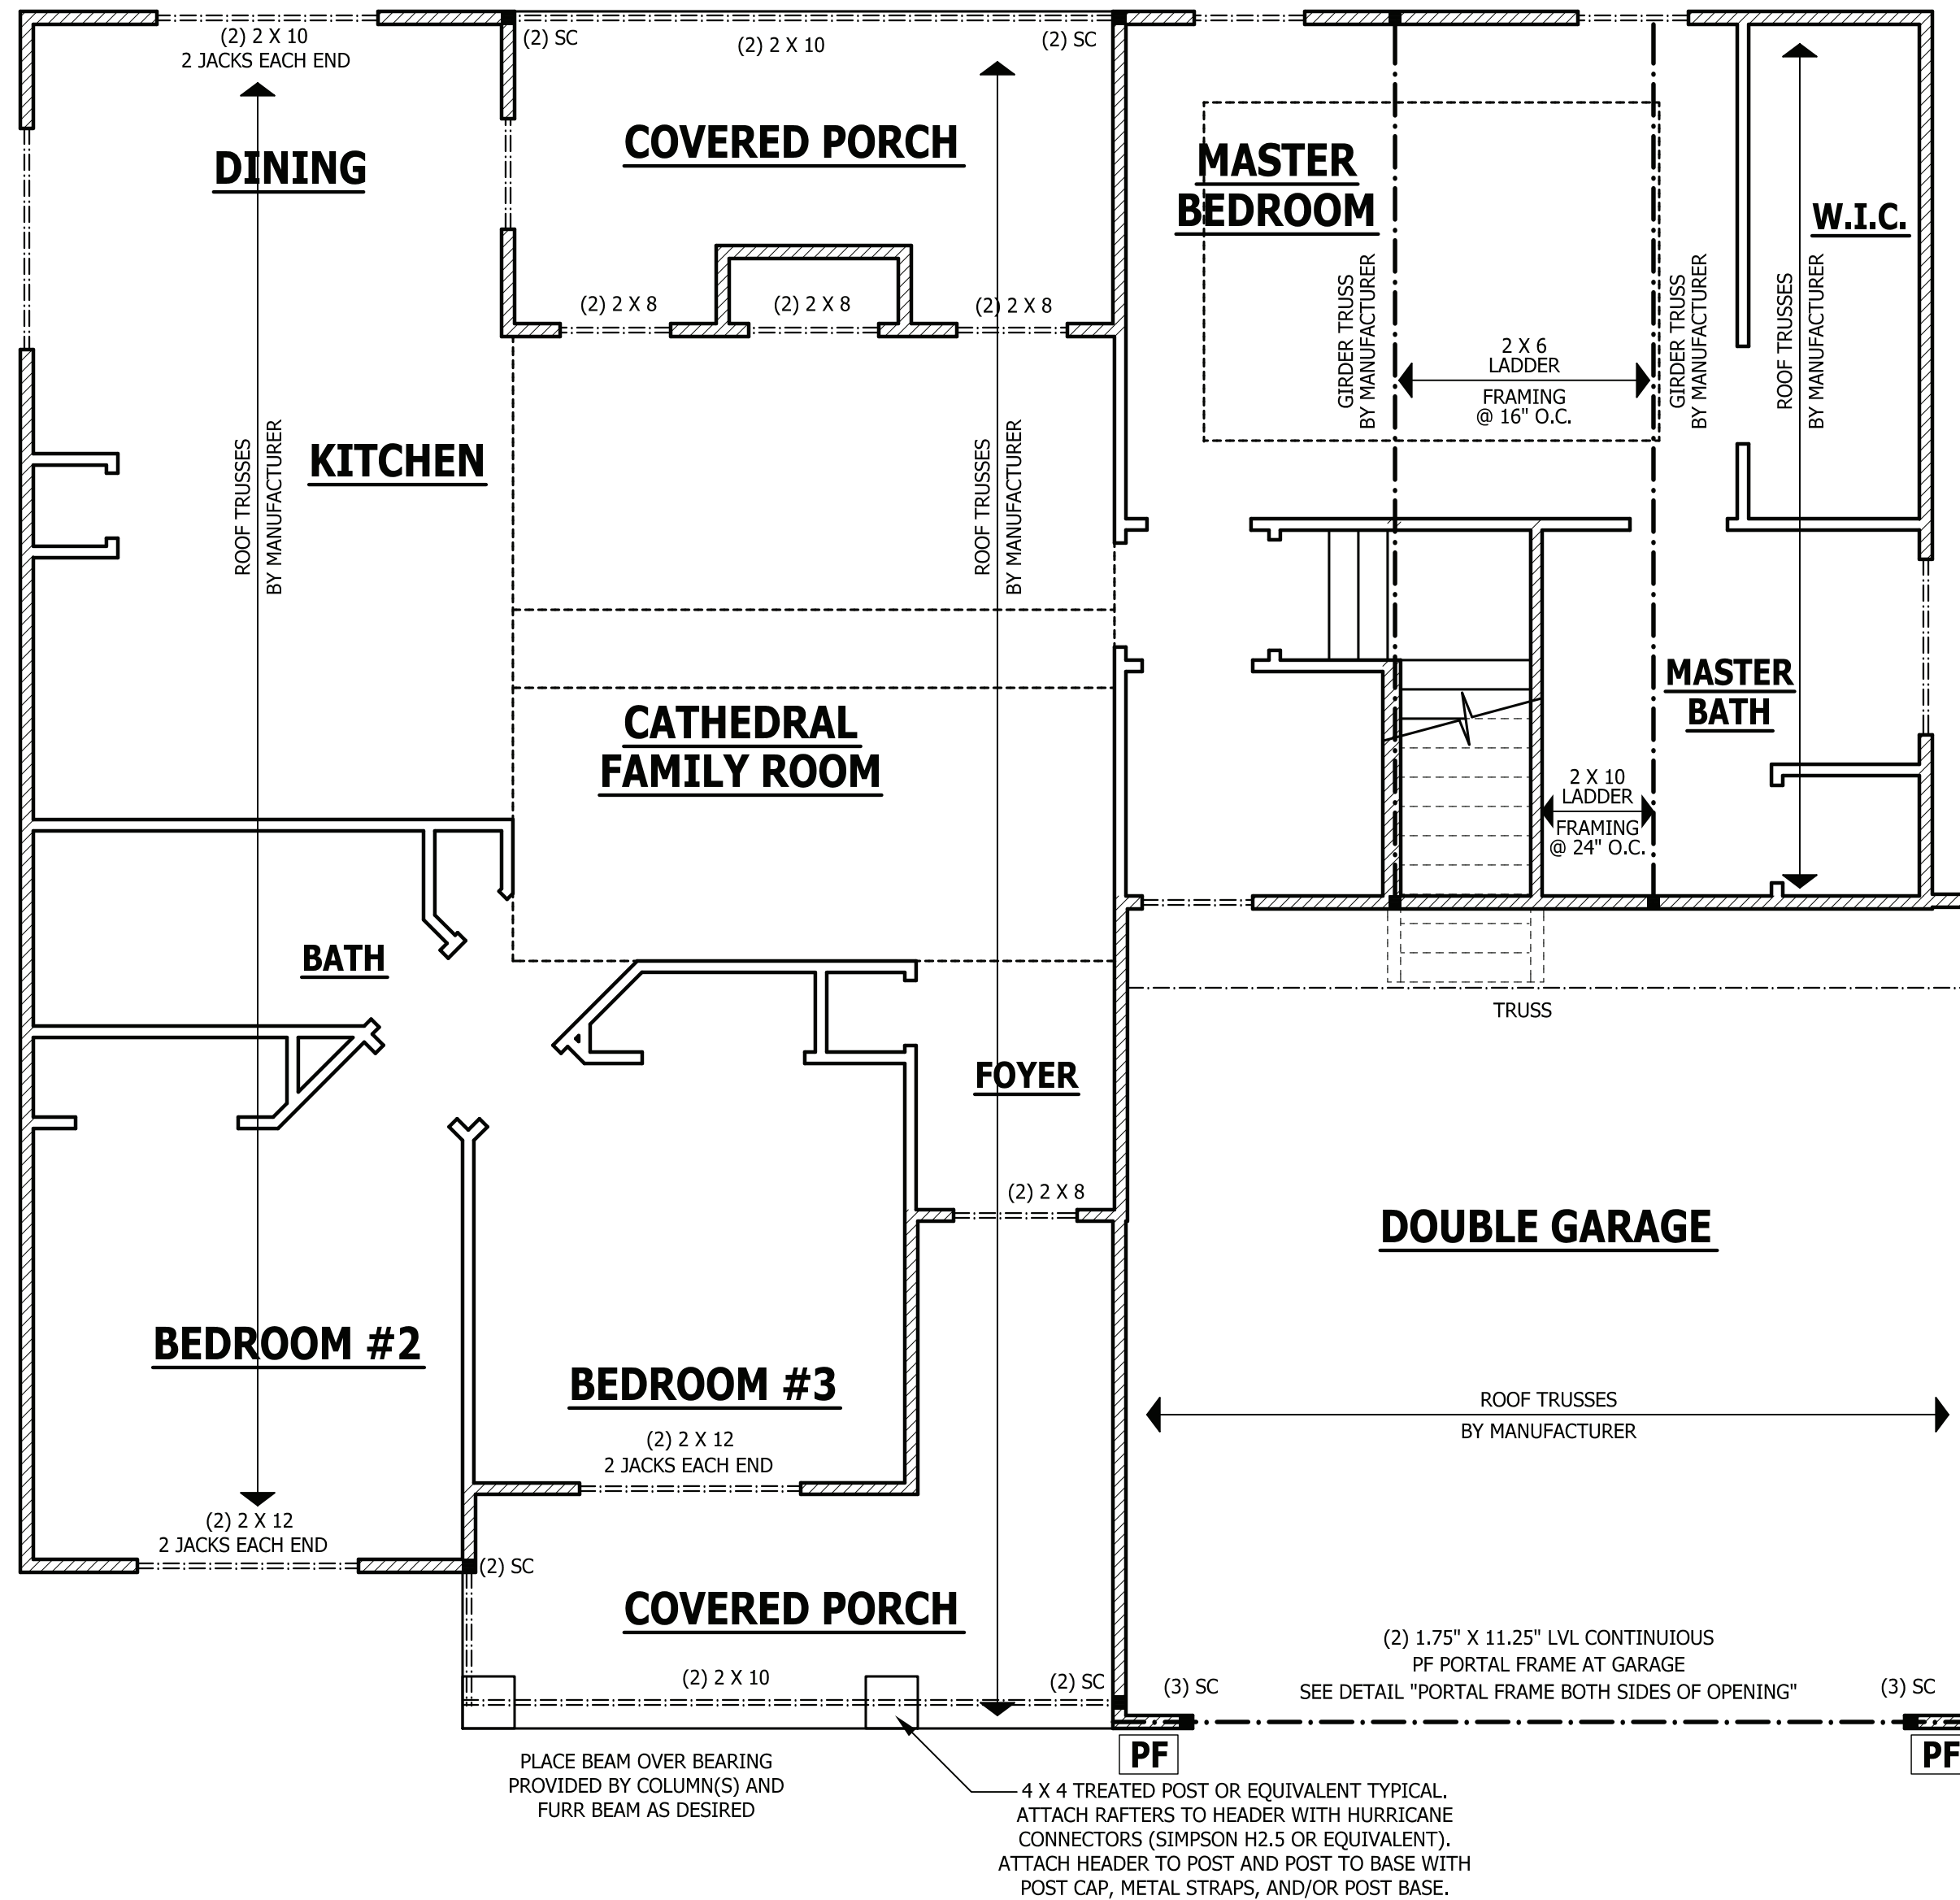 (2) 2 X 10
2 JACKS EACH END
(2) SC
(2) 2 X 10
(2) SC
DINING
COVERED PORCH
MASTER
BEDROOM
W.I.C.
(2) 2 X 8
(2) 2 X 8
(2) 2 X 8
GIRDER TRUSS
BY MANUFACTURER
2 X 6
LADDER
FRAMING
@ 16" O.C.
GIRDER TRUSS
BY MANUFACTURER
ROOF TRUSSES
BY MANUFACTURER
KITCHEN
ROOF TRUSSES
BY MANUFACTURER
ROOF TRUSSES
BY MANUFACTURER
CATHEDRAL
FAMILY ROOM
MASTER
BATH
2 X 10
LADDER
FRAMING
@ 24" O.C.
BATH
TRUSS
FOYER
(2) 2 X 8
DOUBLE GARAGE
BEDROOM #2
BEDROOM #3
(2) 2 X 12
2 JACKS EACH END
ROOF TRUSSES
BY MANUFACTURER
(2) 2 X 12
2 JACKS EACH END
(2) SC
COVERED PORCH
(2) 2 X 10
(2) SC
(3) SC
(2) 1.75" X 11.25" LVL CONTINUIOUS
PF PORTAL FRAME AT GARAGE
SEE DETAIL "PORTAL FRAME BOTH SIDES OF OPENING"
(3) SC
PF
PF
PLACE BEAM OVER BEARING
PROVIDED BY COLUMN(S) AND
FURR BEAM AS DESIRED
4 X 4 TREATED POST OR EQUIVALENT TYPICAL.
ATTACH RAFTERS TO HEADER WITH HURRICANE
CONNECTORS (SIMPSON H2.5 OR EQUIVALENT).
ATTACH HEADER TO POST AND POST TO BASE WITH
POST CAP, METAL STRAPS, AND/OR POST BASE.